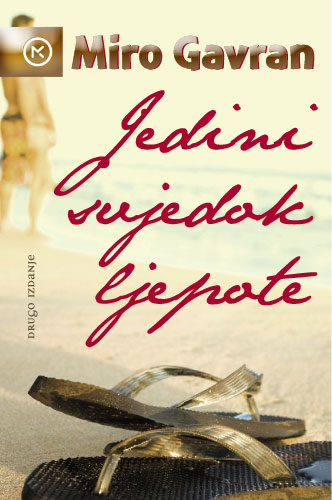 Miro Gavran
Jedini
svjedok
ljepote
DRUGO IZDANJE